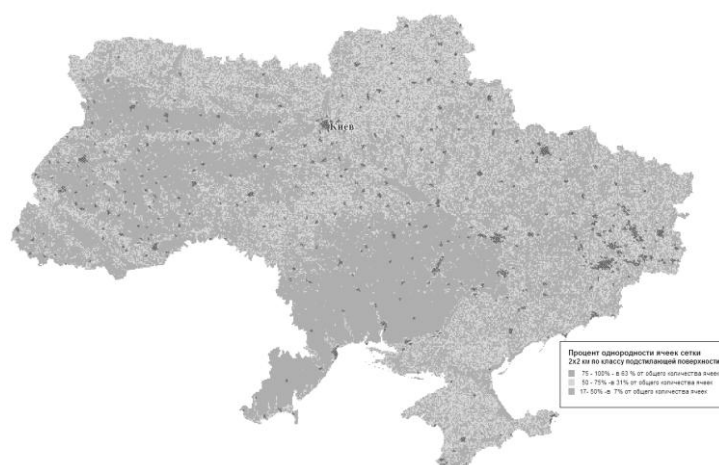 Киев
Процент однородности ячеек сетки
2x2 км по классу подстилающей поверхности
75 - 100% - в 63 % от общего количества ячеек
50 - 75% -в 31% от общего количества ячеек
17- 50% -в 7% от общего количества ячеек